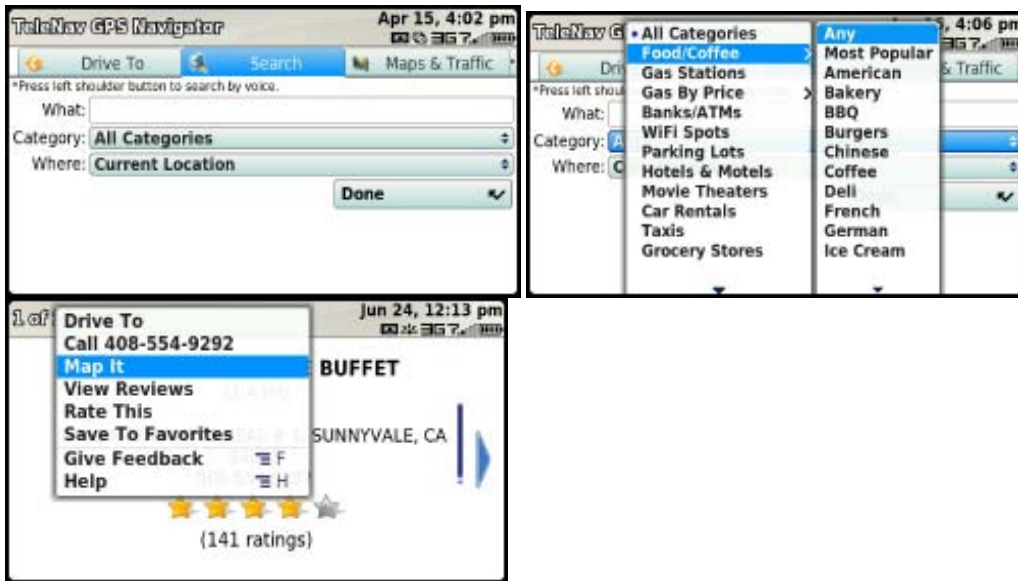 TeleNav GPS Navigator
Apr 15, 4:02 pm
Drive To Search Maps & Traffic
*Press left shoulder button to search by voice.
What:
Category: All Categories
Where: Current Location
Done
TeleNav G 5, 4:06 pm
Dri & Traffic
*Press left shoul
What:
Category: A
Where: C
All Categories
Food/Coffee
Gas Stations
Gas By Price
Banks/ATMs
WiFi Spots
Parking Lots
Hotels & Motels
Movie Theaters
Car Rentals
Taxis
Grocery Stores
Any
Most Popular
American
Bakery
BBQ
Burgers
Chinese
Coffee
Deli
French
German
Ice Cream
1 of
Jun 24, 12:13 pm
Drive To
Call 408-554-9292
Map It
View Reviews
Rate This
Save To Favorites
Give Feedback F
Help H
BUFFET
SUNNYVALE, CA
(141 ratings)